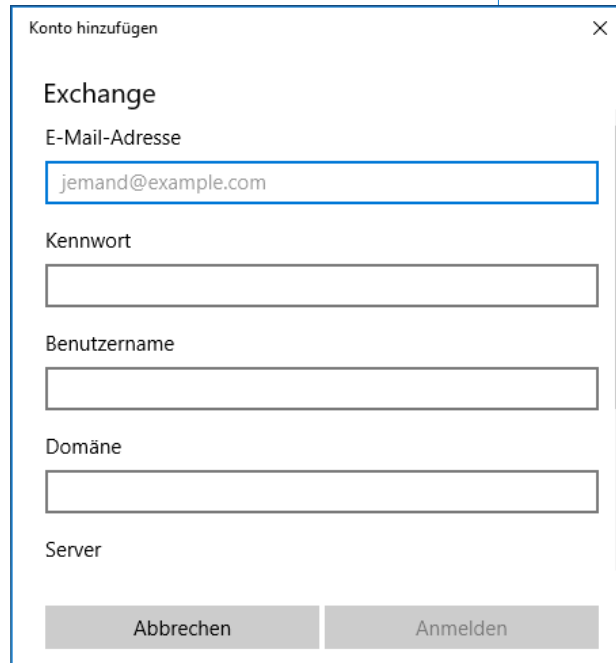 Konto hinzufügen
Exchange
E-Mail-Adresse
jemand@example.com
Kennwort
Benutzername
Domäne
Server
Abbrechen Anmelden